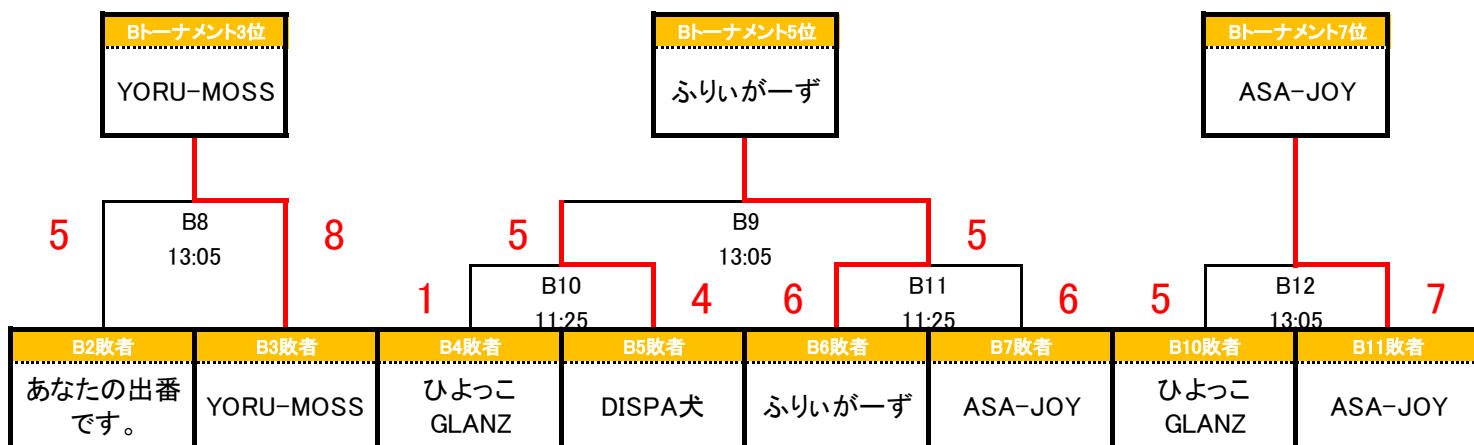 Bトーナメント3位
Bトーナメント5位
Bトーナメント7位
YORU-MOSS
ふりぃがーず
ASA-JOY
5
B8
13:05
8
5
B9
13:05
5
1
B10
11:25
4
6
B11
11:25
6
5
B12
13:05
7
B2敗者
B3敗者
B4敗者
B5敗者
B6敗者
B7敗者
B10敗者
B11敗者
あなたの出番
です。
YORU-MOSS
ひよっこ
GLANZ
DISPA犬
ふりぃがーず
ASA-JOY
ひよっこ
GLANZ
ASA-JOY